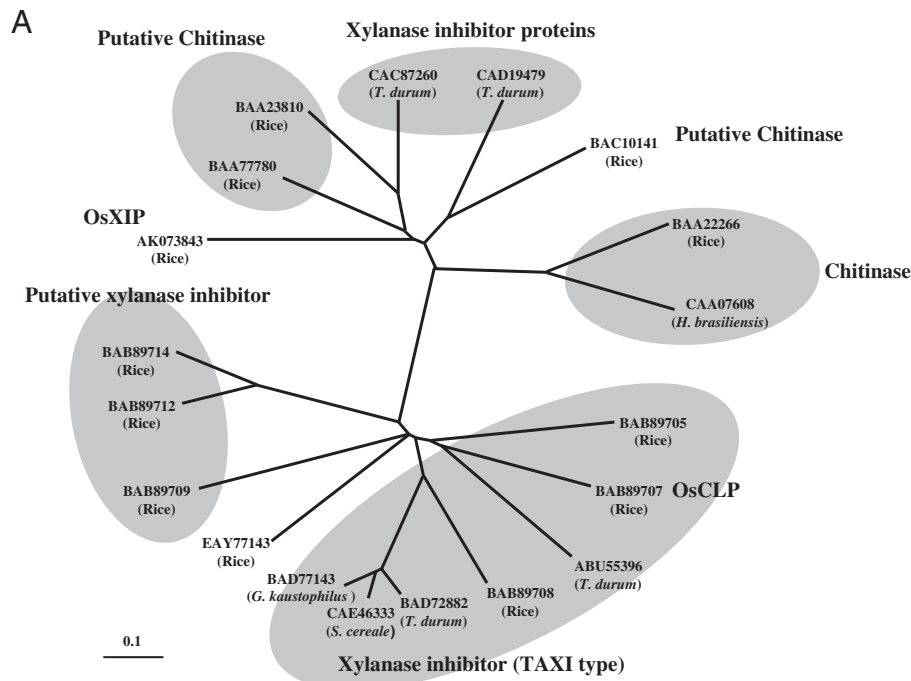 A
Putative Chitinase
Xylanase inhibitor proteins
CAC87260
(T. durum)
CAD19479
(T. durum)
BAA23810
(Rice)
BAA77780
(Rice)
BAC10141
(Rice)
Putative Chitinase
OsXIP
AK073843
(Rice)
BAA22266
(Rice)
Chitinase
CAA07608
(H. brasiliensis)
Putative xylanase inhibitor
BAB89714
(Rice)
BAB89712
(Rice)
BAB89709
(Rice)
EAY77143
(Rice)
BAB89705
(Rice)
BAB89707
(Rice)
OsCLP
ABU55396
(T. durum)
BAD77143
(G. kaustophilus )
CAE46333
(S. cereale)
BAD72882
(T. durum)
BAB89708
(Rice)
0.1
Xylanase inhibitor (TAXI type)